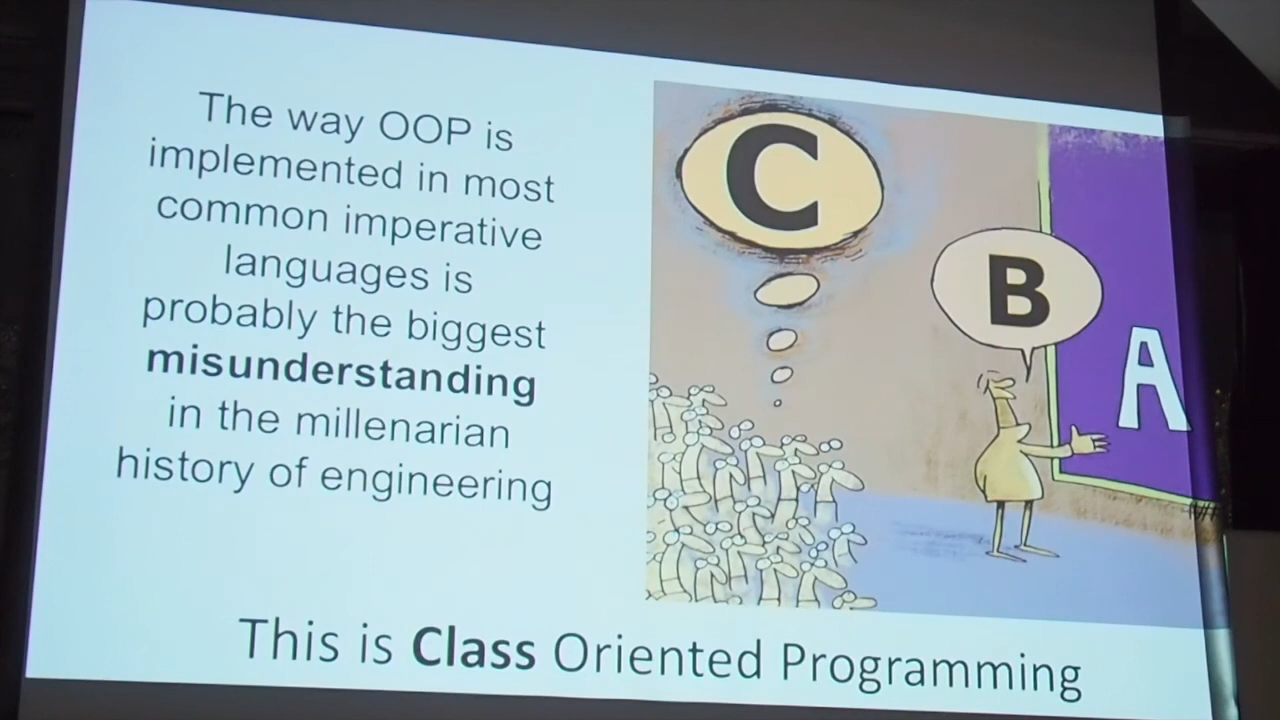 The way OOP is
implemented in most
common imperative
languages is
probably the biggest
misunderstanding
in the millenarian
history of engineering
C
B
A
This is Class Oriented Programming